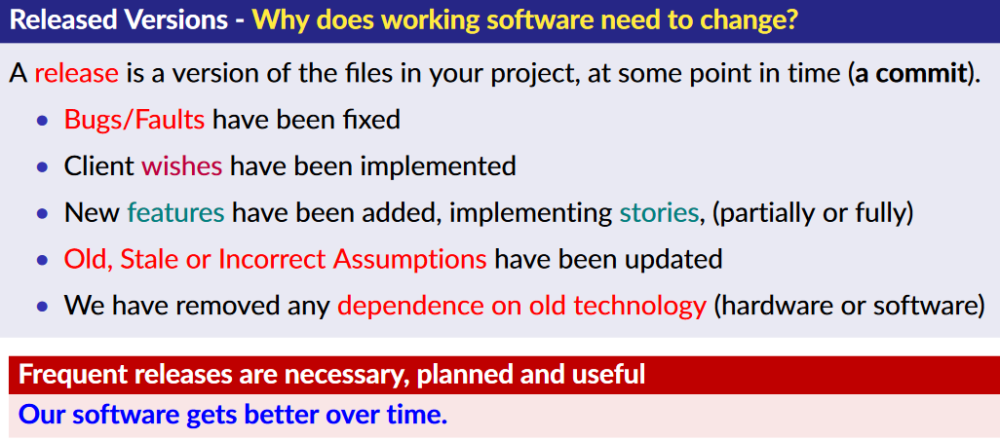 Released Versions - Why does working software need to change?
A release is a version of the files in your project, at some point in time (a commit).
• Bugs/Faults have been fixed
• Client wishes have been implemented
• New features have been added, implementing stories, (partially or fully)
• Old, Stale or Incorrect Assumptions have been updated
• We have removed any dependence on old technology (hardware or software)
Frequent releases are necessary, planned and useful
Our software gets better over time.